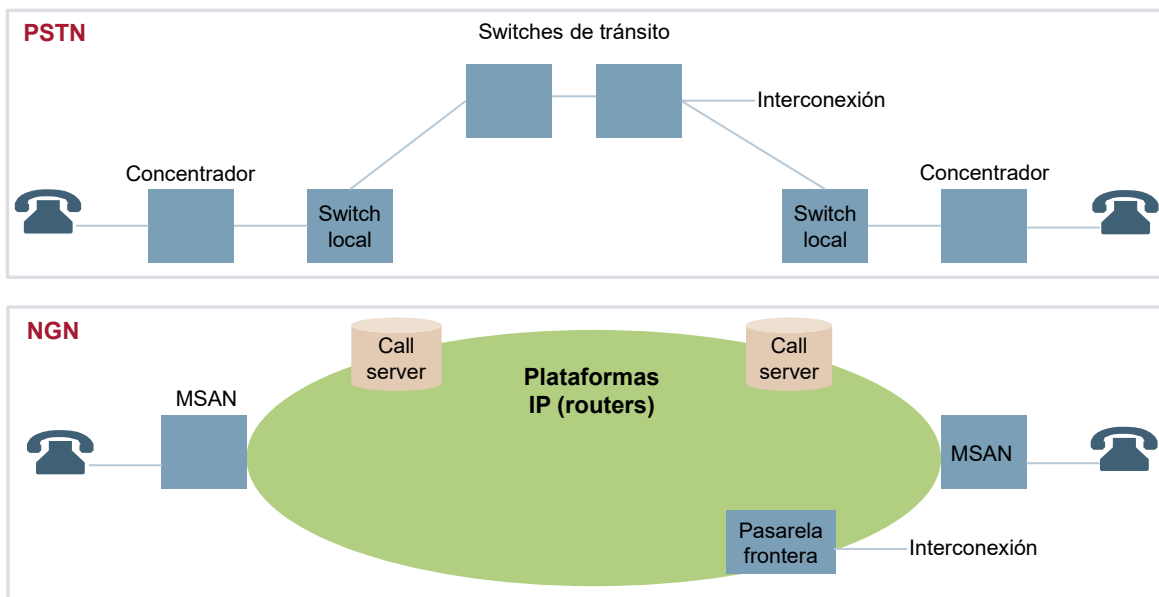 PSTN
Switches de tránsito
Interconexión
Concentrador
Concentrador
Switch
local
Switch
local
NGN
Call
server
Call
server
Plataformas
IP (routers)
MSAN
MSAN
Pasarela
frontera
Interconexión